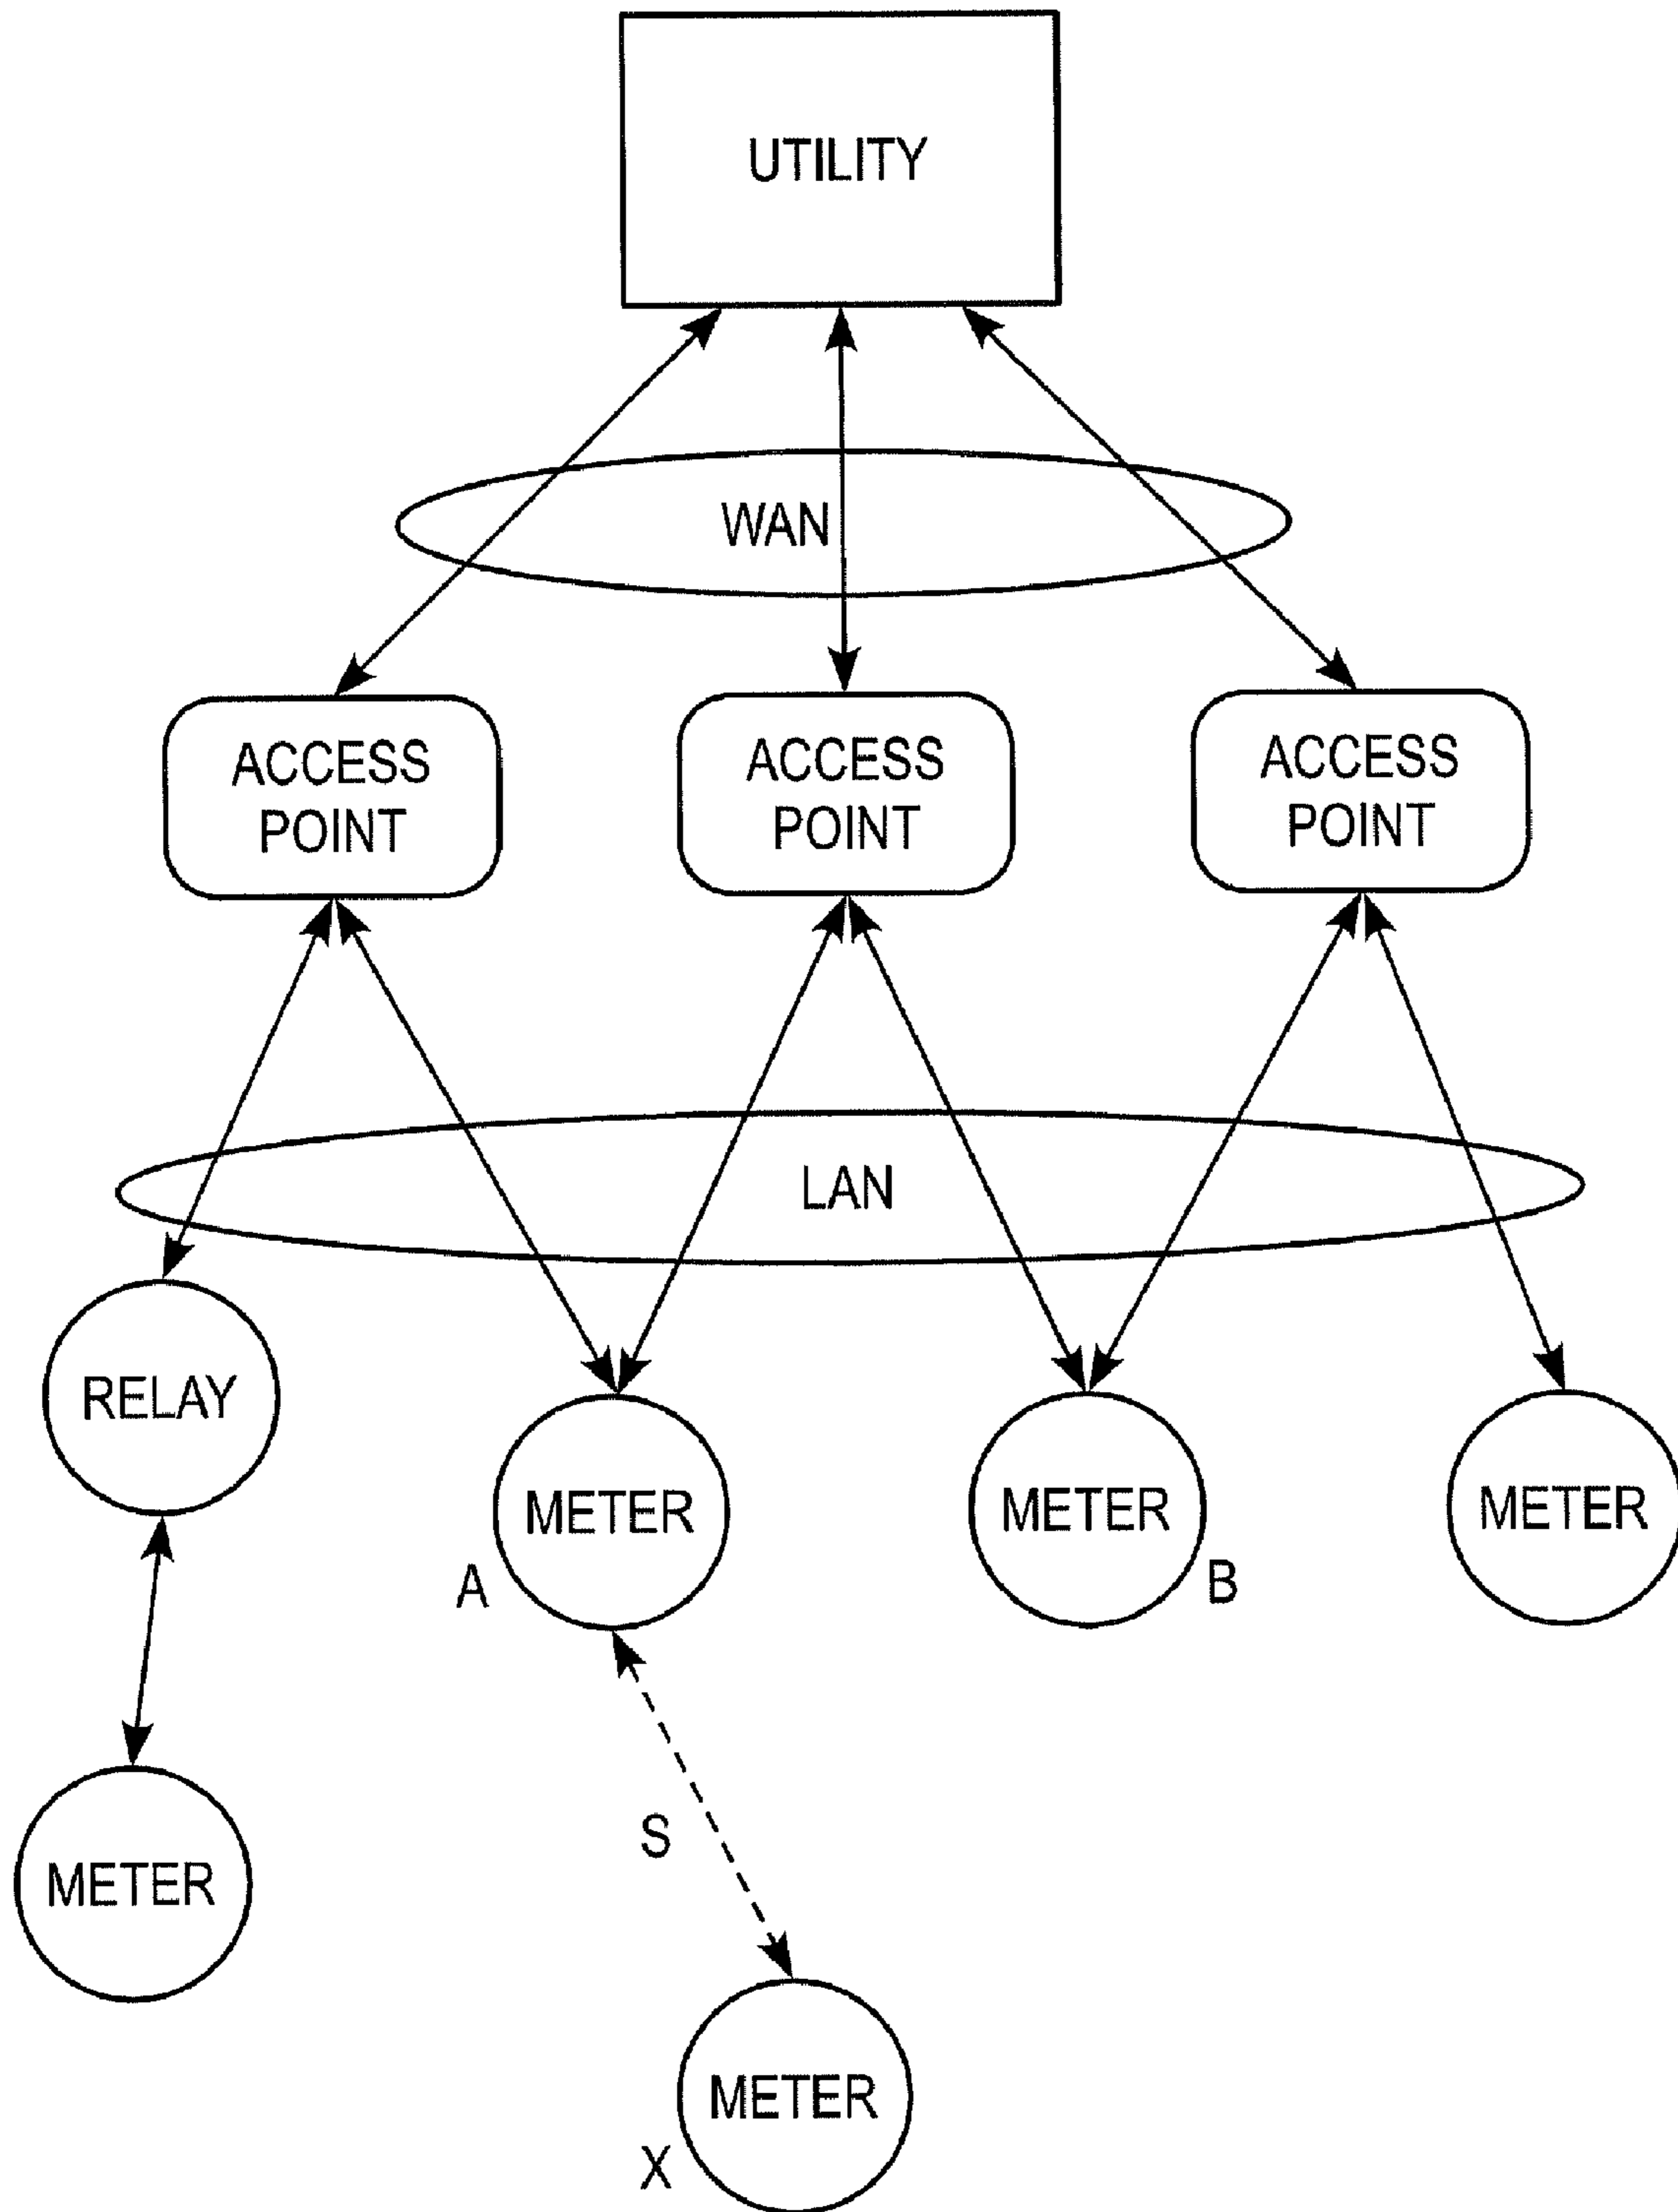 UTILITY
WAN
ACCESS
POINT
ACCESS
POINT
ACCESS
POINT
LAN
RELAY
METER
A
METER
B
METER
METER
S
METER
X